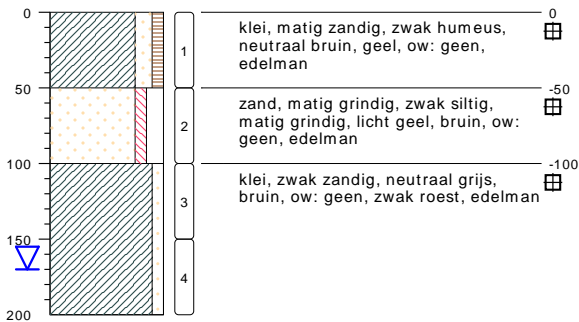 0
50
100
150
200
1
2
3
4
klei, matig zandig, zwak humeus,
neutraal bruin, geel, ow: geen,
edelman
zand, matig grindig, zwak siltig,
matig grindig, licht geel, bruin, ow:
geen, edelman
klei, zwak zandig, neutraal grijs,
bruin, ow: geen, zwak roest, edelman
0
-50
-100